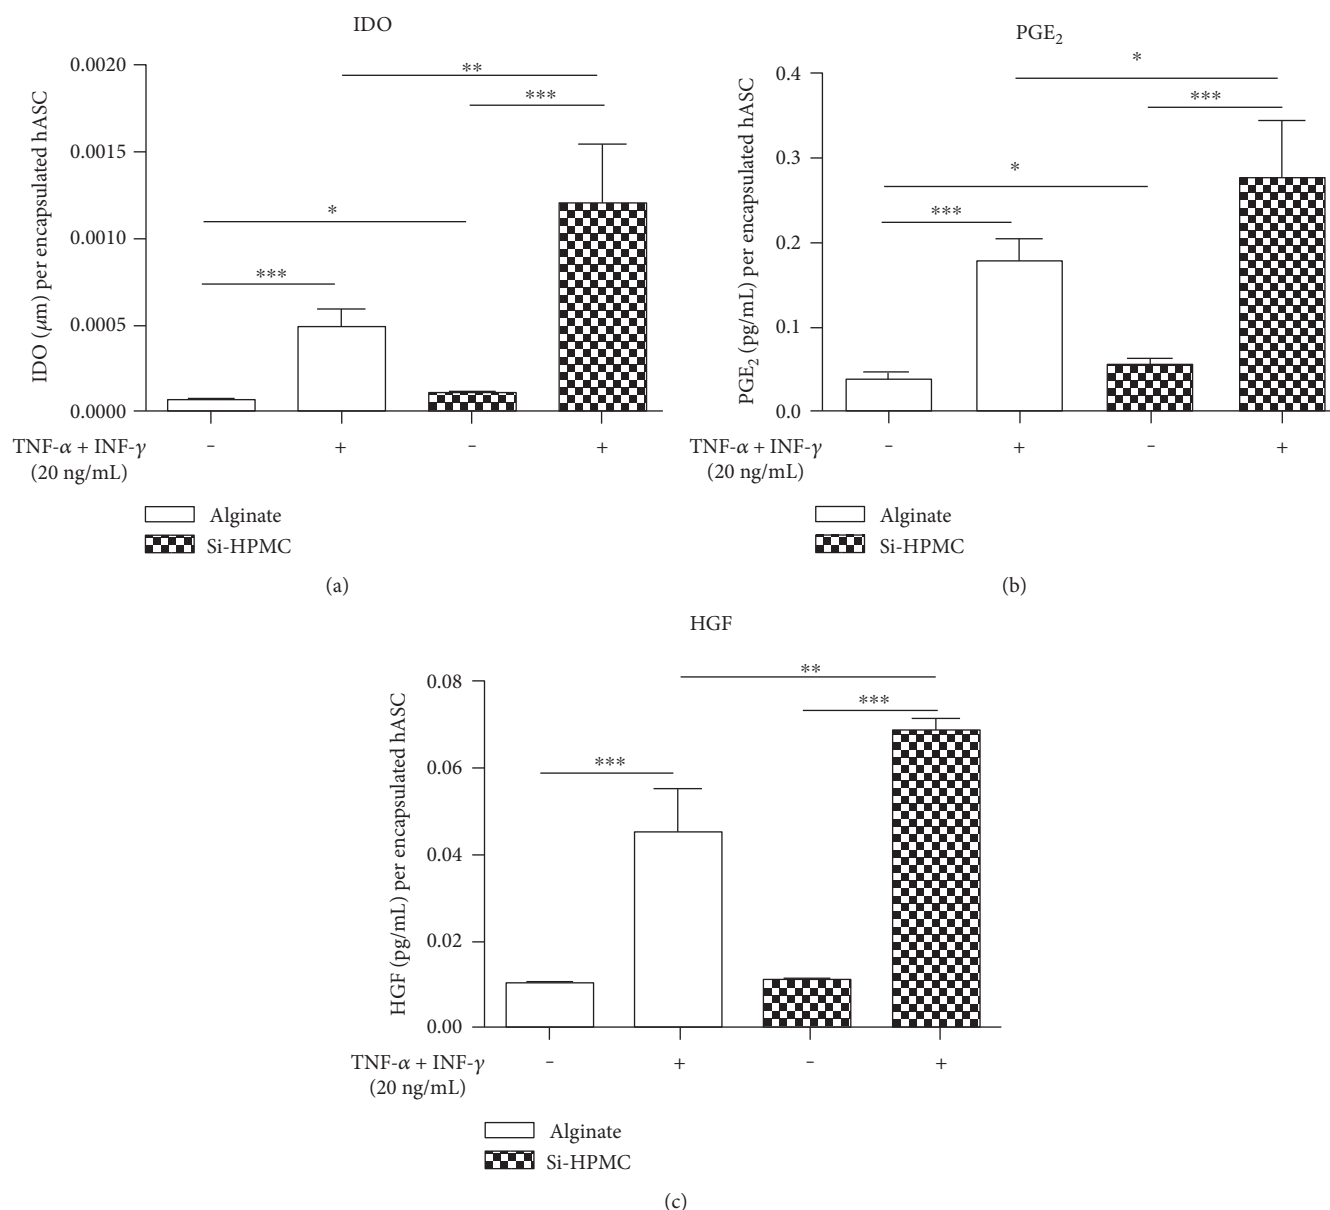 IDO
IDO (μm) per encapsulated hASC
0.0020
0.0015
0.0010
0.0005
0.0000
**
***
*
***
TNF-α + INF-γ
(20 ng/mL)
- + - +
Alginate
Si-HPMC
(a)
PGE₂
PGE₂ (pg/mL) per encapsulated hASC
0.4
0.3
0.2
0.1
0.0
*
***
*
***
TNF-α + INF-γ
(20 ng/mL)
- + - +
Alginate
Si-HPMC
(b)
HGF
HGF (pg/mL) per encapsulated hASC
0.08
0.06
0.04
0.02
0.00
**
***
***
TNF-α + INF-γ
(20 ng/mL)
- + - +
Alginate
Si-HPMC
(c)